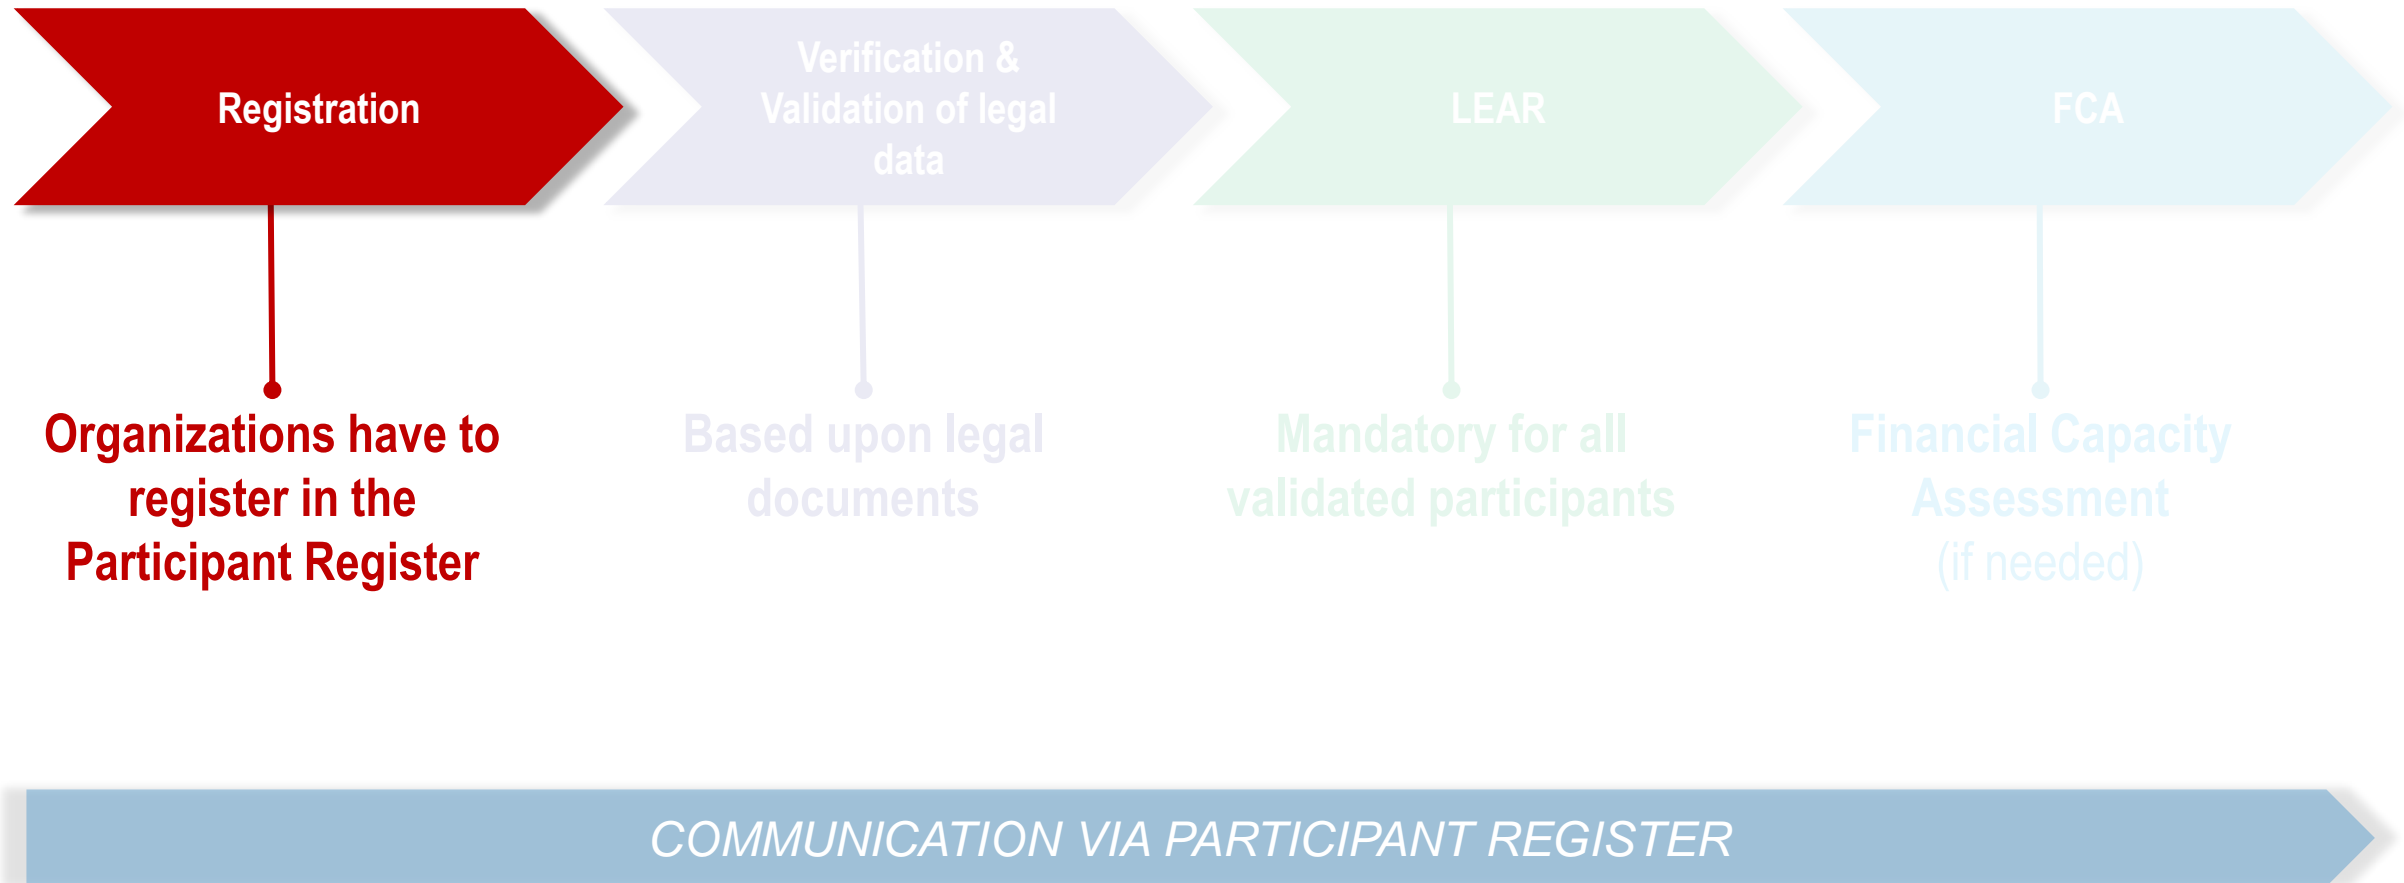 Registration
Verification &
Validation of legal
data
LEAR
FCA
Organizations have to
register in the
Participant Register
Based upon legal
documents
Mandatory for all
validated participants
Financial Capacity
Assessment
(if needed)
COMMUNICATION VIA PARTICIPANT REGISTER